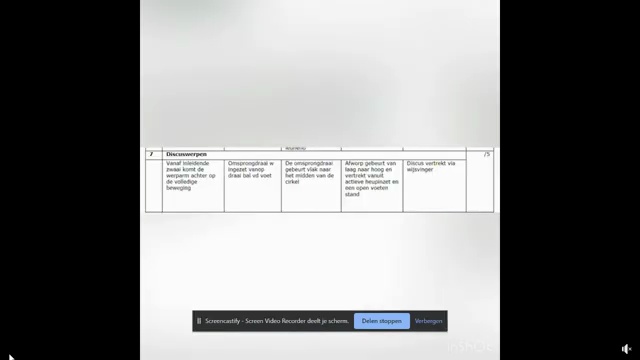 7 Discuswerpen /5
Vanaf inleidende zwaai komt de werparm achter op de volledige beweging
Omsprongdraai w ingezet vanop draai bal vd voet
De omsprongdraai gebeurt vlak naar het midden van de cirkel
Afworp gebeurt van laag naar hoog en vertrekt vanuit actieve heupinzet en een open voeten stand
Discus vertrekt via wijsvinger
Screencastify - Screen Video Recorder deelt je scherm.
Delen stoppen
Verbergen